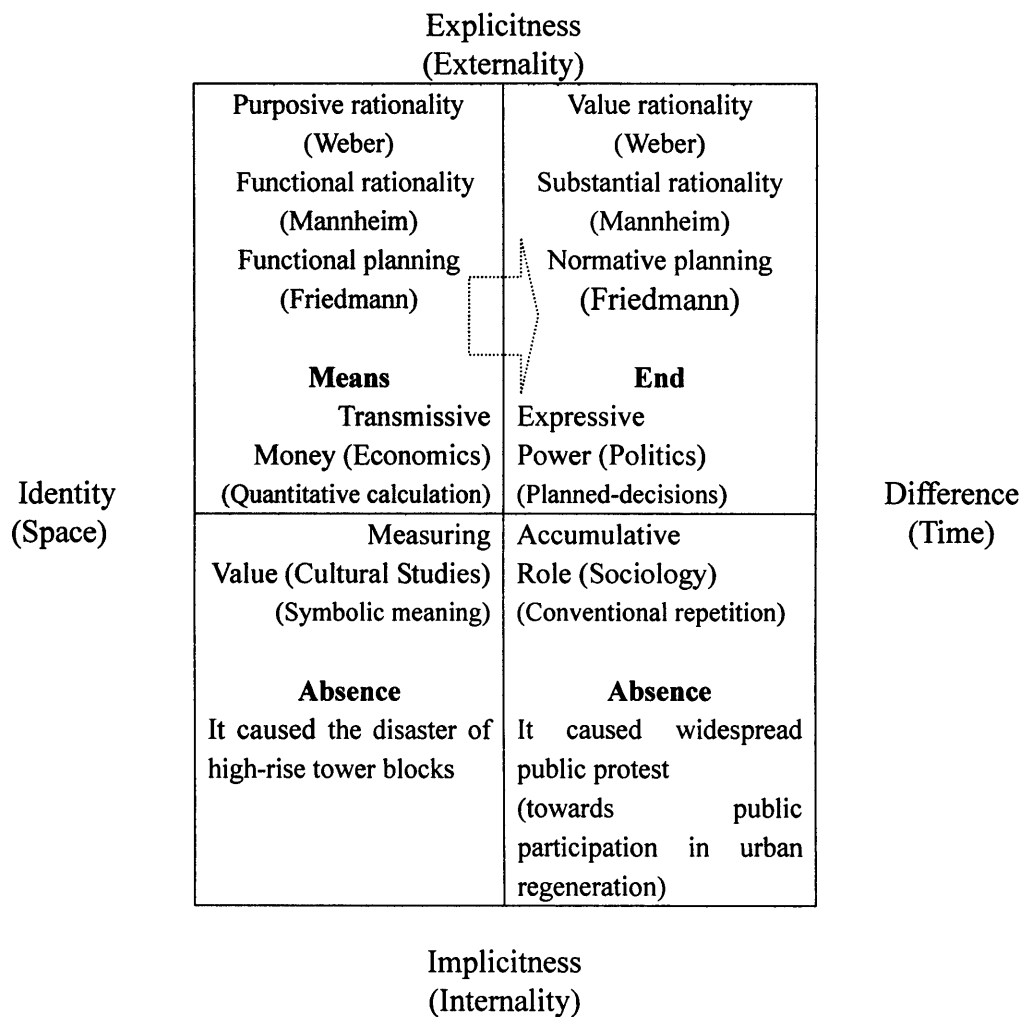 Explicitness
(Externality)
Purposive rationality
(Weber)
Functional rationality
(Mannheim)
Functional planning
(Friedmann)
Means
Transmissive
Money (Economics)
(Quantitative calculation)
Value rationality
(Weber)
Substantial rationality
(Mannheim)
Normative planning
(Friedmann)
End
Expressive
Power (Politics)
(Planned-decisions)
Identity
(Space)
Difference
(Time)
Measuring
Value (Cultural Studies)
(Symbolic meaning)
Absence
It caused the disaster of
high-rise tower blocks
Accumulative
Role (Sociology)
(Conventional repetition)
Absence
It caused widespread
public protest
(towards public
participation in urban
regeneration)
Implicitness
(Internality)